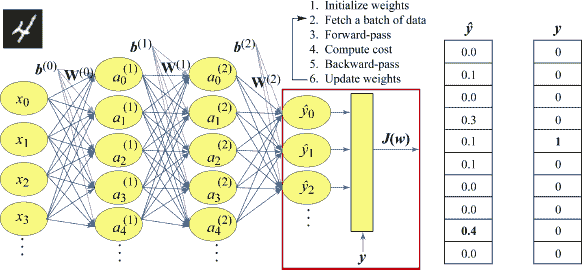 4
1. Initialize weights
2. Fetch a batch of data
3. Forward-pass
4. Compute cost
5. Backward-pass
6. Update weights
b⁽⁰⁾
W⁽⁰⁾
b⁽¹⁾
W⁽¹⁾
b⁽²⁾
W⁽²⁾
x₀
x₁
x₂
x₃
a₀⁽¹⁾
a₁⁽¹⁾
a₂⁽¹⁾
a₃⁽¹⁾
a₄⁽¹⁾
a₀⁽²⁾
a₁⁽²⁾
a₂⁽²⁾
a₃⁽²⁾
a₄⁽²⁾
ŷ₀
ŷ₁
ŷ₂
J(w)
y
ŷ
0.0
0.1
0.0
0.3
0.1
0.1
0.0
0.0
0.4
0.0
y
0
0
0
0
1
0
0
0
0
0